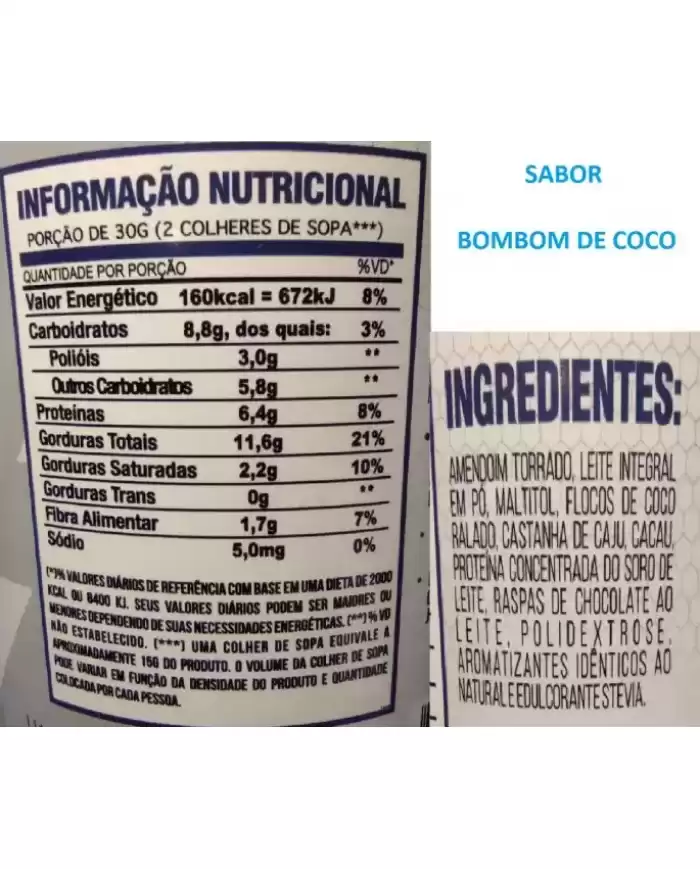 INFORMAÇÃO NUTRICIONAL
PORÇÃO DE 30G (2 COLHERES DE SOPA***)
QUANTIDADE POR PORÇÃO %VD*
Valor Energético 160kcal = 672kJ 8%
Carboidratos 8,8g, dos quais: 3%
Polióis 3,0g **
Outros Carboidratos 5,8g **
Proteínas 6,4g 8%
Gorduras Totais 11,6g 21%
Gorduras Saturadas 2,2g 10%
Gorduras Trans 0g **
Fibra Alimentar 1,7g 7%
Sódio 5,0mg 0%
(*)% VALORES DIÁRIOS DE REFERÊNCIA COM BASE EM UMA DIETA DE 2000
KCAL OU 8400 KJ. SEUS VALORES DIÁRIOS PODEM SER MAIORES OU
MENORES DEPENDENDO DE SUAS NECESSIDADES ENERGÉTICAS. (**) % VD
NÃO ESTABELECIDO. (***) UMA COLHER DE SOPA EQUIVALE A
APROXIMADAMENTE 15G DO PRODUTO. O VOLUME DA COLHER DE SOPA
PODE VARIAR EM FUNÇÃO DA DENSIDADE DO PRODUTO E QUANTIDADE
COLOCADA POR CADA PESSOA.
SABOR
BOMBOM DE COCO
INGREDIENTES:
AMENDOIM TORRADO, LEITE INTEGRAL
EM PÓ, MALTITOL, FLOCOS DE COCO
RALADO, CASTANHA DE CAJU, CACAU,
PROTEÍNA CONCENTRADA DO SORO DE
LEITE, RASPAS DE CHOCOLATE AO
LEITE, POLIDEXTROSE,
AROMATIZANTES IDÊNTICOS AO
NATURAL E EDULCORANTE STEVIA.